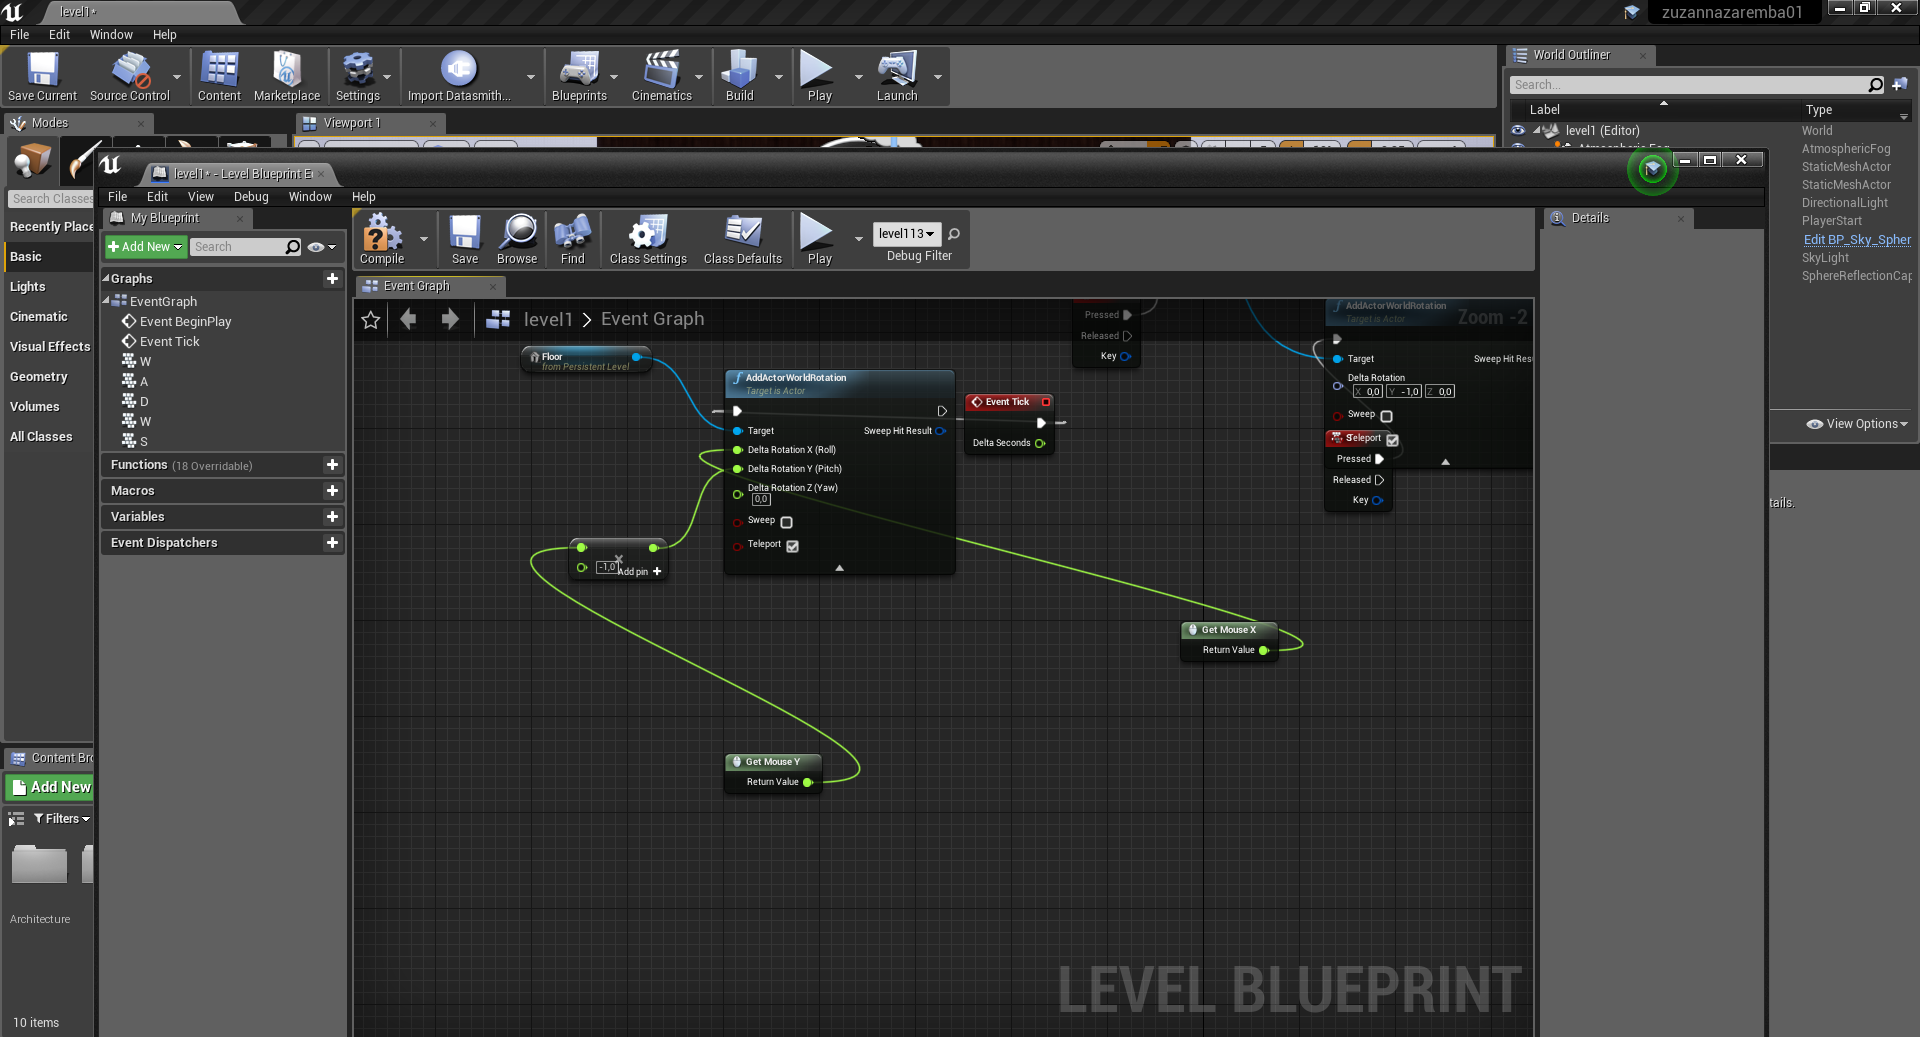 level1*
zuzannazaremba01
File Edit Window Help
Save Current
Source Control
Content
Marketplace
Settings
Import Datasmith...
Blueprints
Cinematics
Build
Play
Launch
World Outliner
Search...
Label Type
level1 (Editor) World
AtmosphericFog
StaticMeshActor
StaticMeshActor
DirectionalLight
PlayerStart
Edit BP_Sky_Spher
SkyLight
SphereReflectionCap
View Options
Modes
Viewport 1
Search Classes
Recently Place
Basic
Lights
Cinematic
Visual Effects
Geometry
Volumes
All Classes
Content Bro
Add New
Filters
Architecture
10 items
level1* - Level Blueprint E
File Edit View Debug Window Help
My Blueprint
Add New
Search
Graphs
EventGraph
Event BeginPlay
Event Tick
W
A
D
W
S
Functions (18 Overridable)
Macros
Variables
Event Dispatchers
Compile
Save
Browse
Find
Class Settings
Class Defaults
Play
level113
Debug Filter
Event Graph
level1 > Event Graph
Zoom -2
Floor
from Persistent Level
AddActorWorldRotation
Target is Actor
Target
Sweep Hit Result
Delta Rotation X (Roll)
Delta Rotation Y (Pitch)
Delta Rotation Z (Yaw)
0,0
Sweep
Teleport
Event Tick
Delta Seconds
Pressed
Released
Key
AddActorWorldRotation
Target is Actor
Target
Sweep Hit Resu
Delta Rotation
X 0,0 Y -1,0 Z 0,0
Sweep
Teleport
S
Pressed
Released
Key
-1,0
Add pin
Get Mouse X
Return Value
Get Mouse Y
Return Value
LEVEL BLUEPRINT
Details
tails.